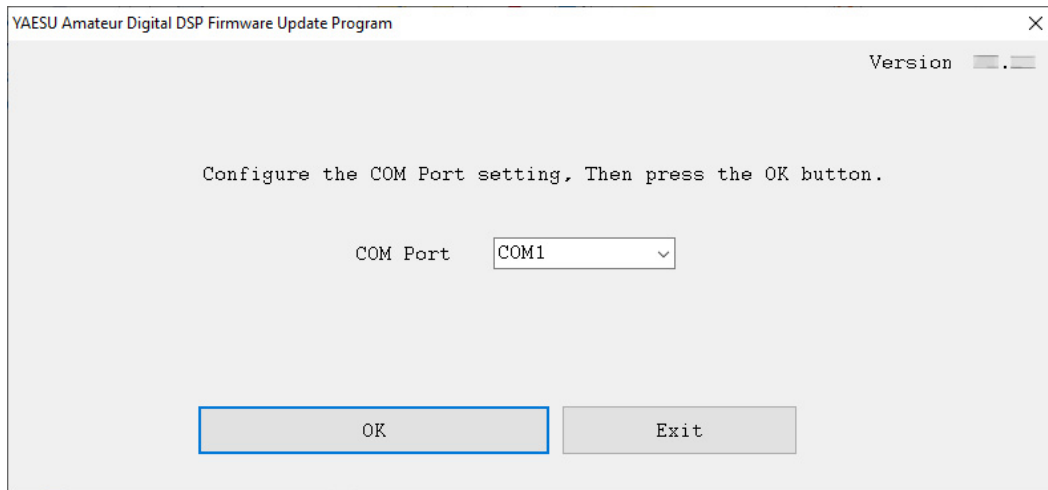 YAESU Amateur Digital DSP Firmware Update Program
Version
Configure the COM Port setting, Then press the OK button.
COM Port COM1
OK Exit